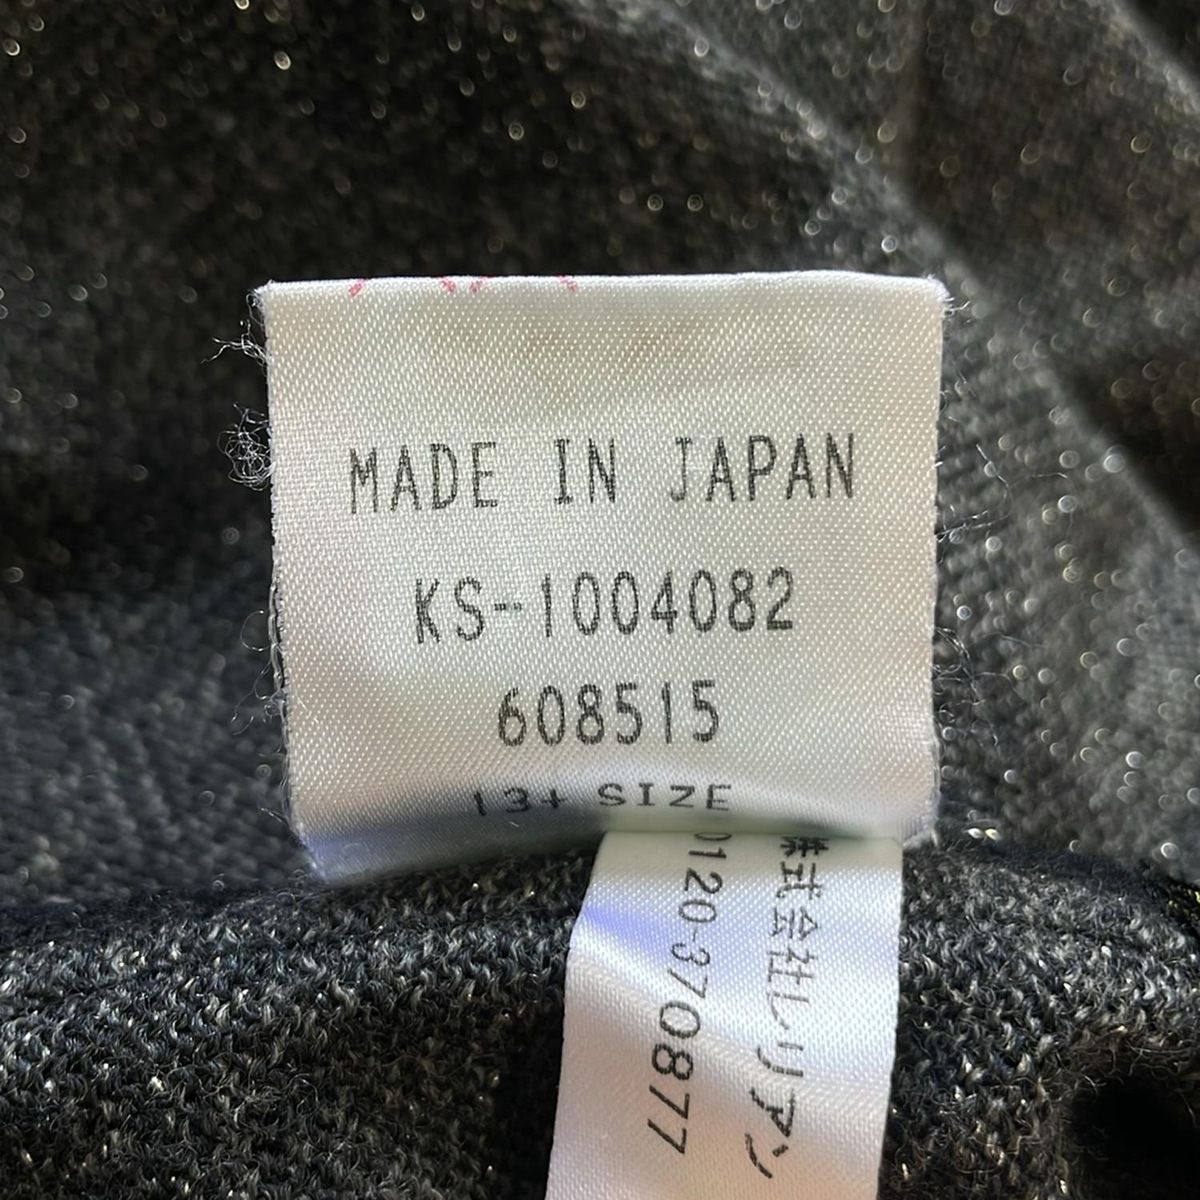 MADE IN JAPAN
KS-1004082
608515
13+ SIZE
株式会社レリアン
0120-370877